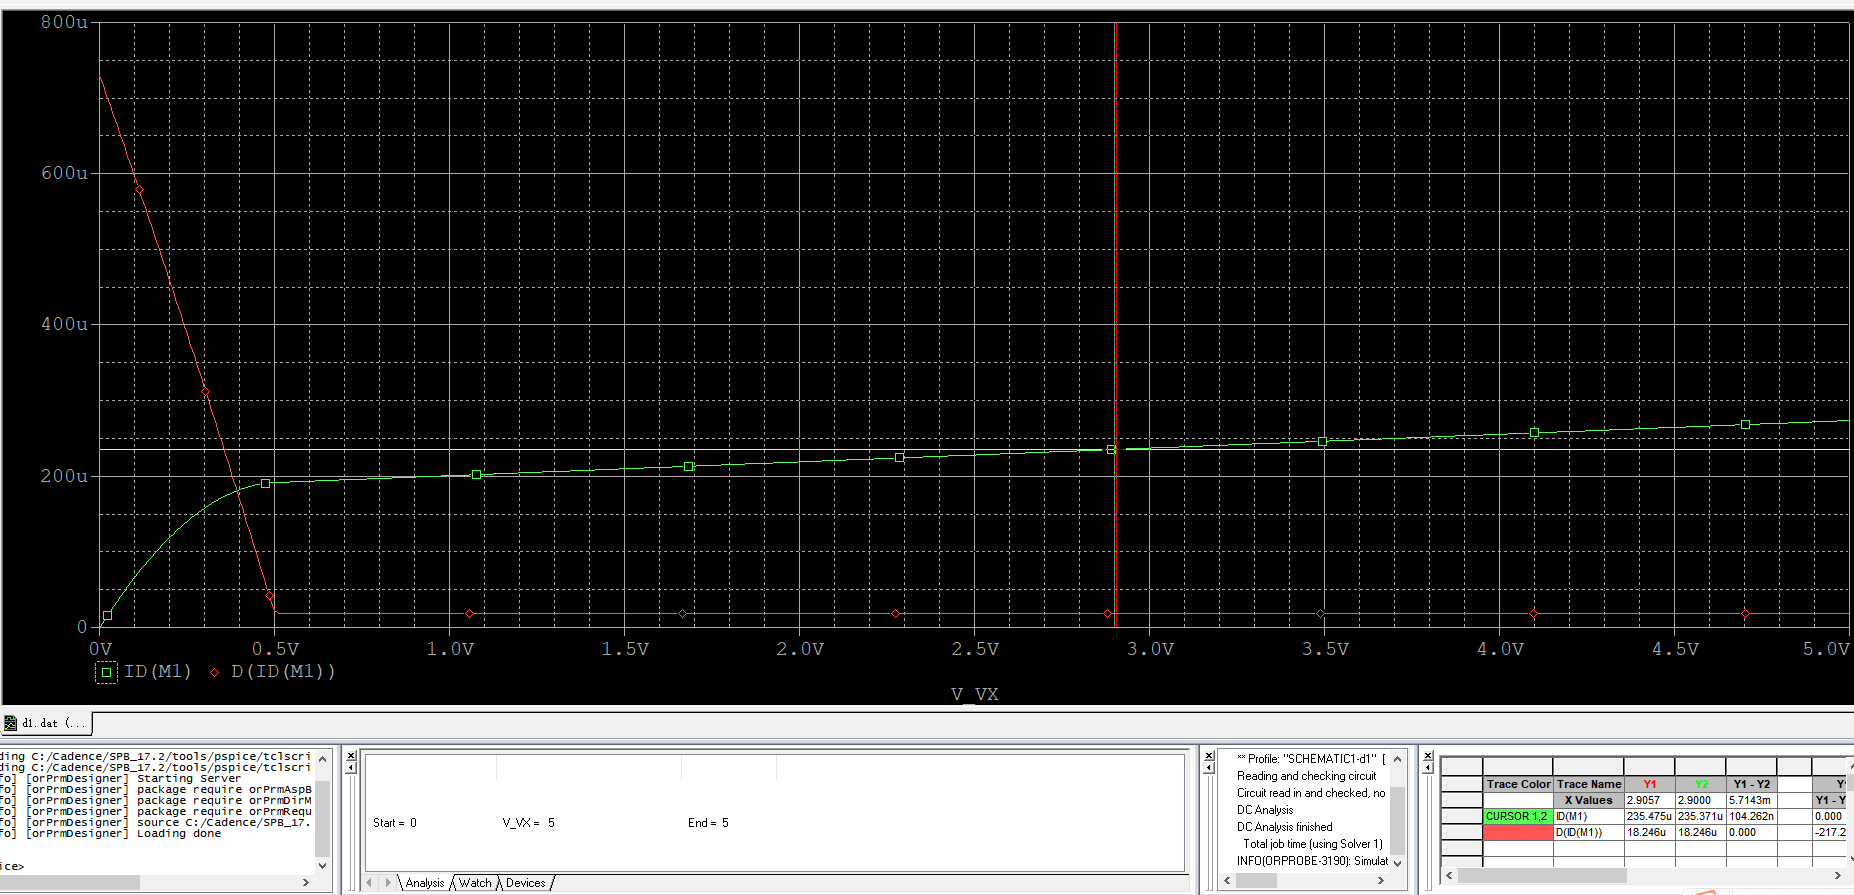 800u
600u
400u
200u
0
0V 0.5V 1.0V 1.5V 2.0V 2.5V 3.0V 3.5V 4.0V 4.5V 5.0V
ID(M1) D(ID(M1))
V_VX
d1.dat (...
ding C:/Cadence/SPB_17.2/tools/pspice/tclscri
ding C:/Cadence/SPB_17.2/tools/pspice/tclscri
fo] [orPrmDesigner] Starting Server
fo] [orPrmDesigner] package require orPrmAspB
fo] [orPrmDesigner] package require orPrmDirM
fo] [orPrmDesigner] package require orPrmRequ
fo] [orPrmDesigner] source C:/Cadence/SPB_17.
fo] [orPrmDesigner] Loading done
ice>
Start = 0 V_VX = 5 End = 5
Analysis Watch Devices
** Profile: "SCHEMATIC1-d1" [
Reading and checking circuit
Circuit read in and checked, no
DC Analysis
DC Analysis finished
Total job time (using Solver 1)
INFO(ORPROBE-3190): Simulat
Trace Color Trace Name Y1 Y2 Y1 - Y2 Y
X Values 2.9057 2.9000 5.7143m Y1 - Y
CURSOR 1,2 ID(M1) 235.475u 235.371u 104.262n 0.000
D(ID(M1)) 18.246u 18.246u 0.000 -217.2